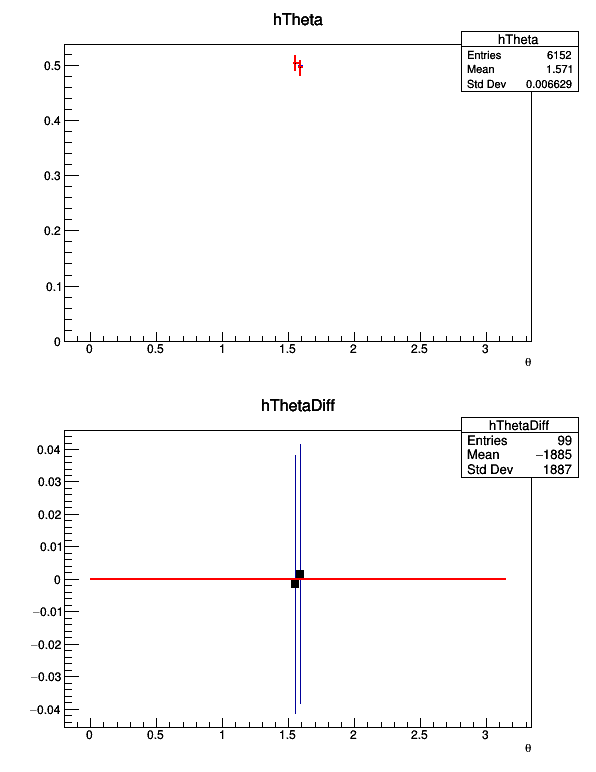 hTheta
hTheta
Entries 6152
Mean 1.571
Std Dev 0.006629
0.5
0.4
0.3
0.2
0.1
0
0 0.5 1 1.5 2 2.5 3
θ
hThetaDiff
hThetaDiff
Entries 99
Mean −1885
Std Dev 1887
0.04
0.03
0.02
0.01
0
−0.01
−0.02
−0.03
−0.04
0 0.5 1 1.5 2 2.5 3
θ